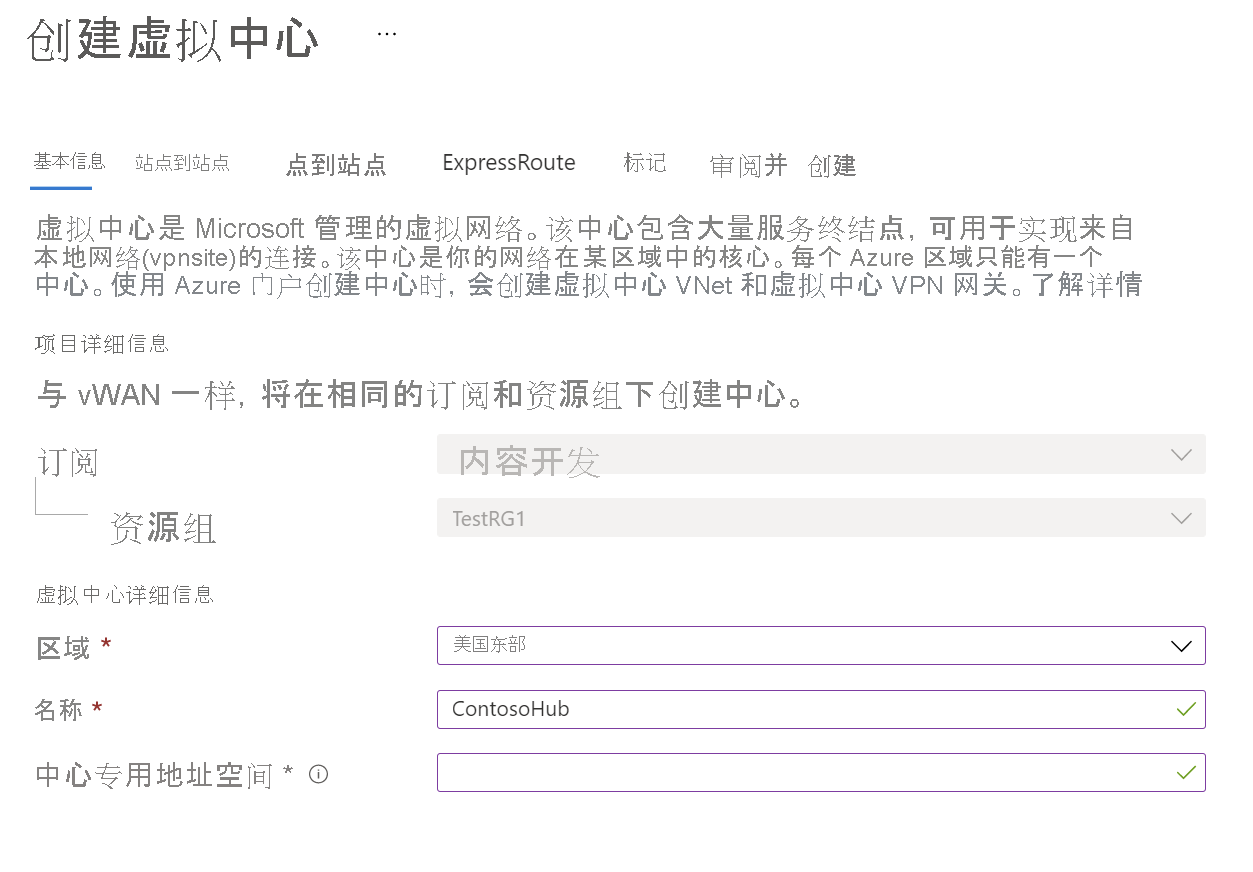 创建虚拟中心 ...
基本信息 站点到站点 点到站点 ExpressRoute 标记 审阅并 创建
虚拟中心是 Microsoft 管理的虚拟网络。该中心包含大量服务终结点，可用于实现来自
本地网络(vpnsite)的连接。该中心是你的网络在某区域中的核心。每个 Azure 区域只能有一个
中心。使用 Azure 门户创建中心时，会创建虚拟中心 VNet 和虚拟中心 VPN 网关。了解详情
项目详细信息
与 vWAN 一样，将在相同的订阅和资源组下创建中心。
订阅 内容开发
资源组 TestRG1
虚拟中心详细信息
区域 * 美国东部
名称 * ContosoHub
中心专用地址空间 *